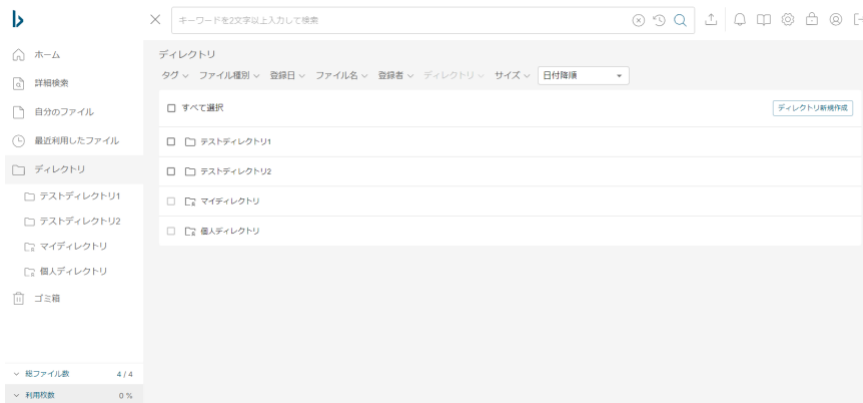 キーワードを2文字以上入力して検索
ホーム
詳細検索
自分のファイル
最近利用したファイル
ディレクトリ
テストディレクトリ1
テストディレクトリ2
マイディレクトリ
個人ディレクトリ
ゴミ箱
総ファイル数 4 / 4
利用枚数 0 %
ディレクトリ
タグ ファイル種別 登録日 ファイル名 登録者 ディレクトリ サイズ 日付降順
すべて選択 ディレクトリ新規作成
テストディレクトリ1
テストディレクトリ2
マイディレクトリ
個人ディレクトリ